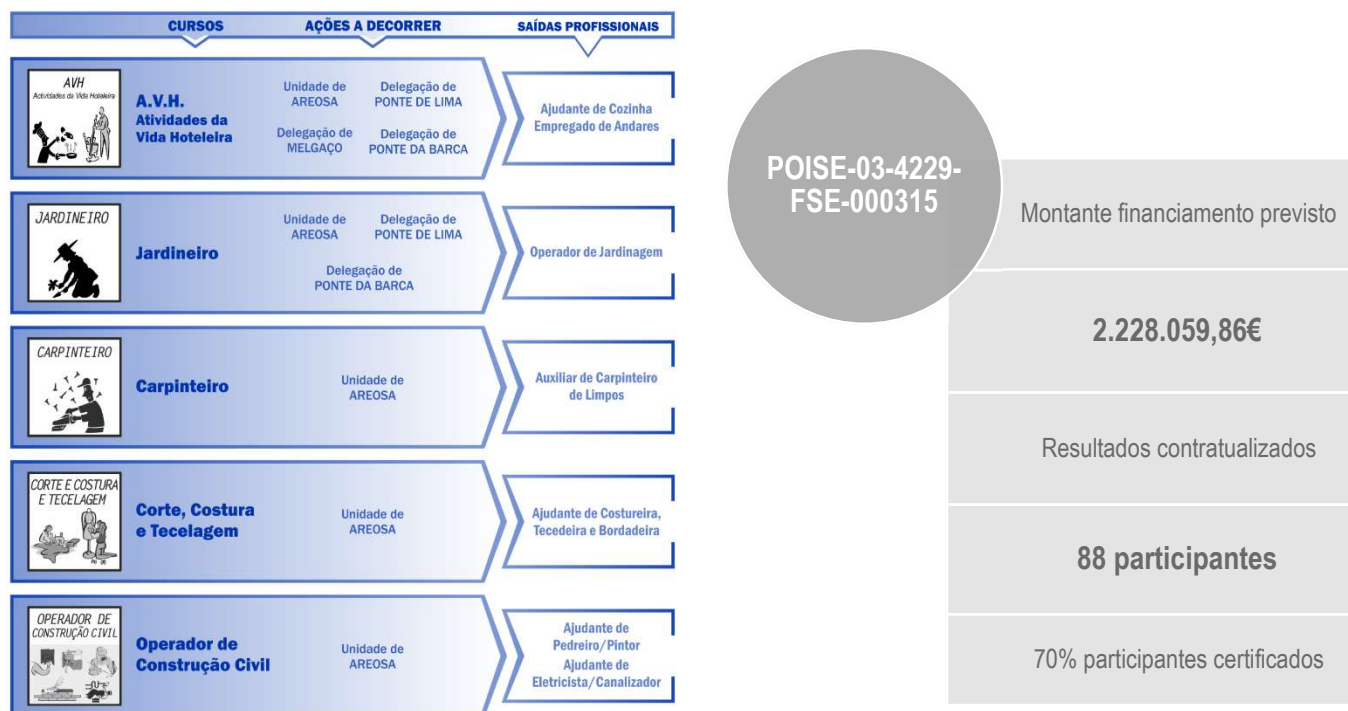 CURSOS
AÇÕES A DECORRER
SAÍDAS PROFISSIONAIS
AVH
Actividades da Vida Hoteleira
A.V.H.
Atividades da
Vida Hoteleira
Unidade de
AREOSA
Delegação de
PONTE DE LIMA
Delegação de
MELGAÇO
Delegação de
PONTE DA BARCA
Ajudante de Cozinha
Empregado de Andares
JARDINEIRO
Jardineiro
Unidade de
AREOSA
Delegação de
PONTE DE LIMA
Delegação de
PONTE DA BARCA
Operador de Jardinagem
CARPINTEIRO
Carpinteiro
Unidade de
AREOSA
Auxiliar de Carpinteiro
de Limpos
CORTE E COSTURA
E TECELAGEM
Corte, Costura
e Tecelagem
Unidade de
AREOSA
Ajudante de Costureira,
Tecedeira e Bordadeira
OPERADOR DE
CONSTRUÇÃO CIVIL
Operador de
Construção Civil
Unidade de
AREOSA
Ajudante de
Pedreiro/Pintor
Ajudante de
Eletricista/Canalizador
POISE-03-4229-
FSE-000315
Montante financiamento previsto
2.228.059,86€
Resultados contratualizados
88 participantes
70% participantes certificados